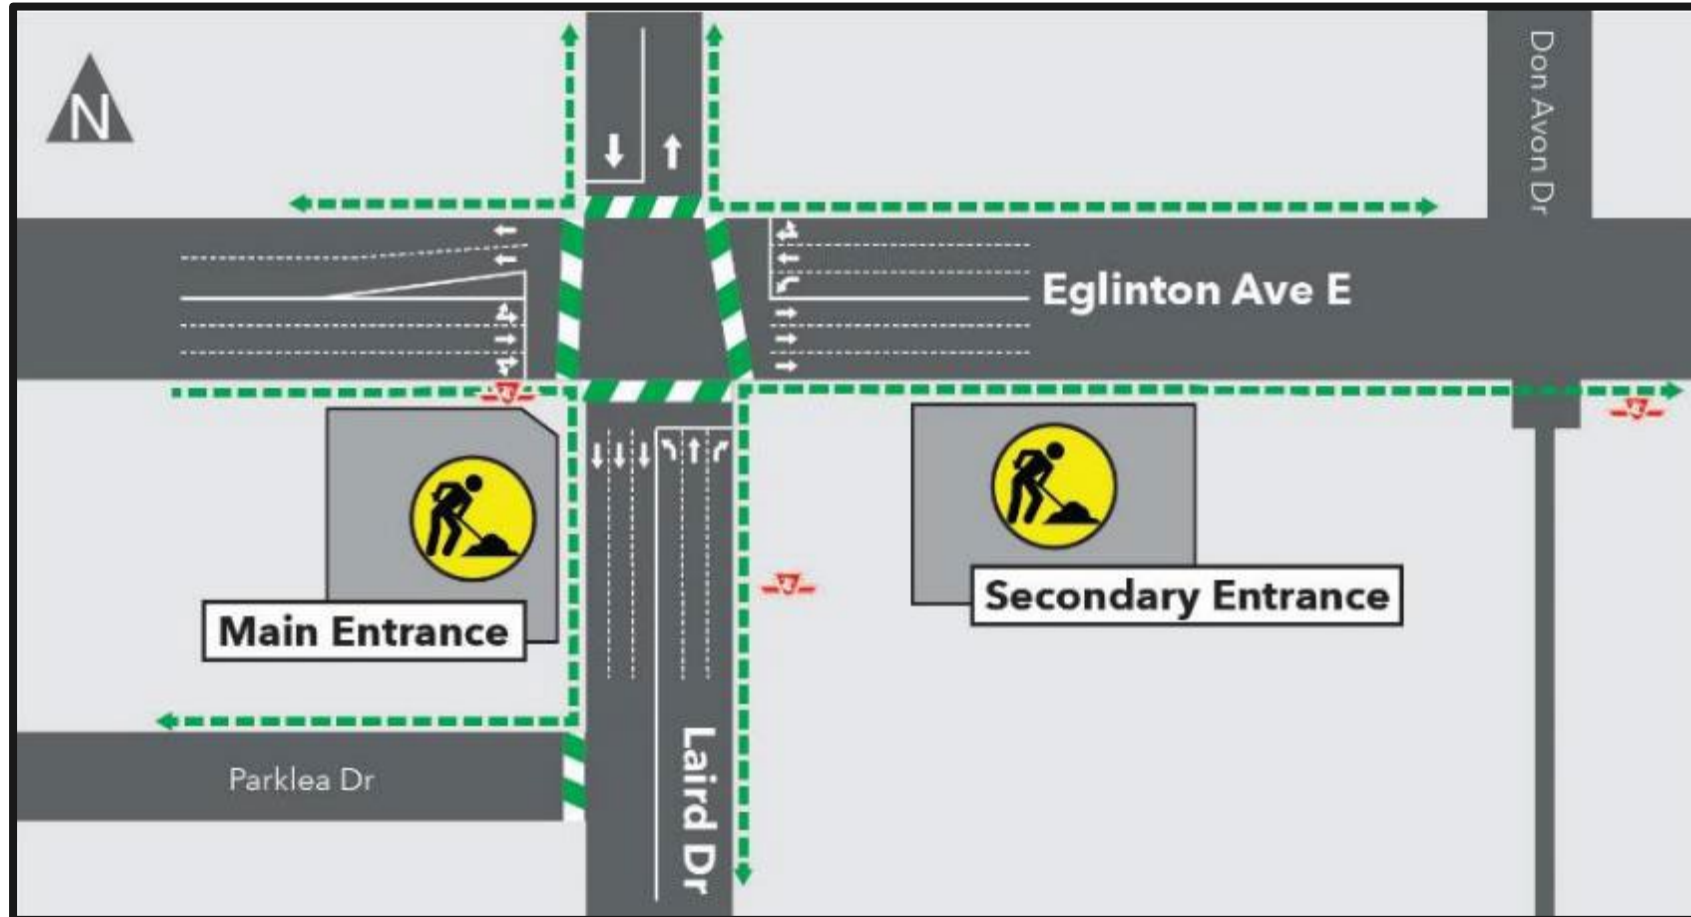 N
Don Avon Dr
Eglinton Ave E
Main Entrance
Secondary Entrance
Parklea Dr
Laird Dr